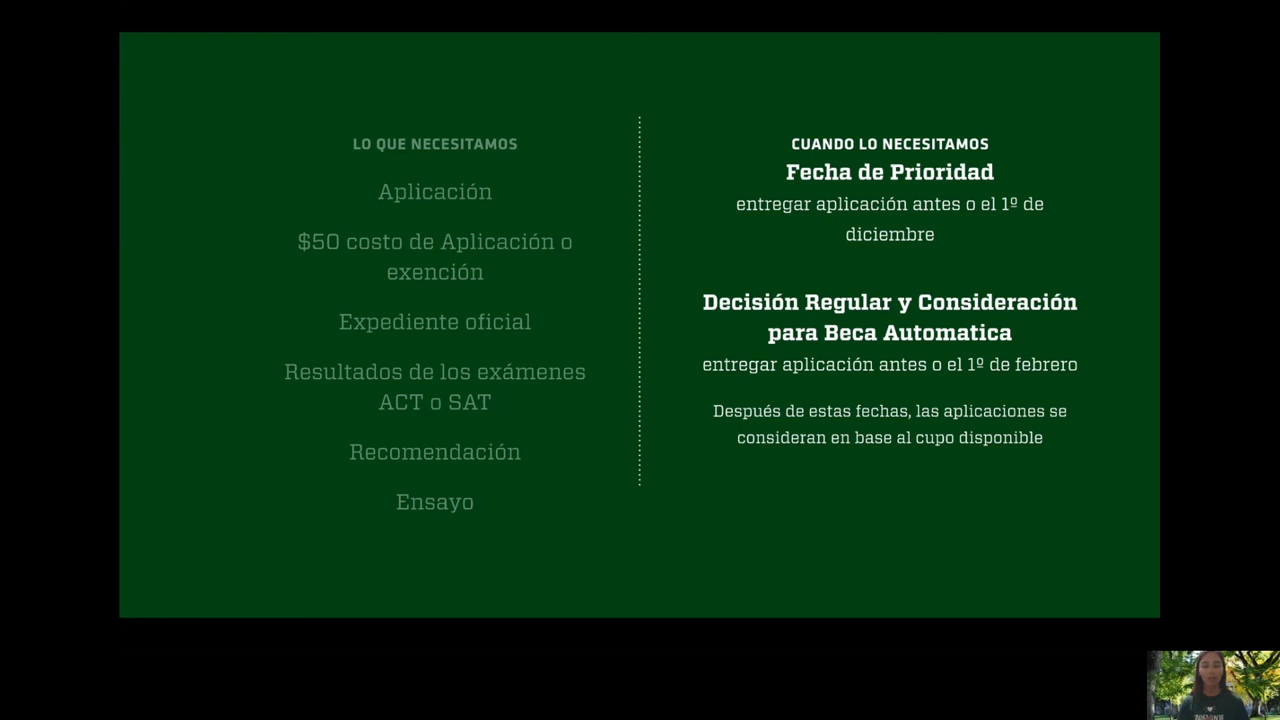 LO QUE NECESITAMOS
Aplicación
$50 costo de Aplicación o
exención
Expediente oficial
Resultados de los exámenes
ACT o SAT
Recomendación
Ensayo
CUANDO LO NECESITAMOS
Fecha de Prioridad
entregar aplicación antes o el 1º de
diciembre
Decisión Regular y Consideración
para Beca Automatica
entregar aplicación antes o el 1º de febrero
Después de estas fechas, las aplicaciones se
consideran en base al cupo disponible